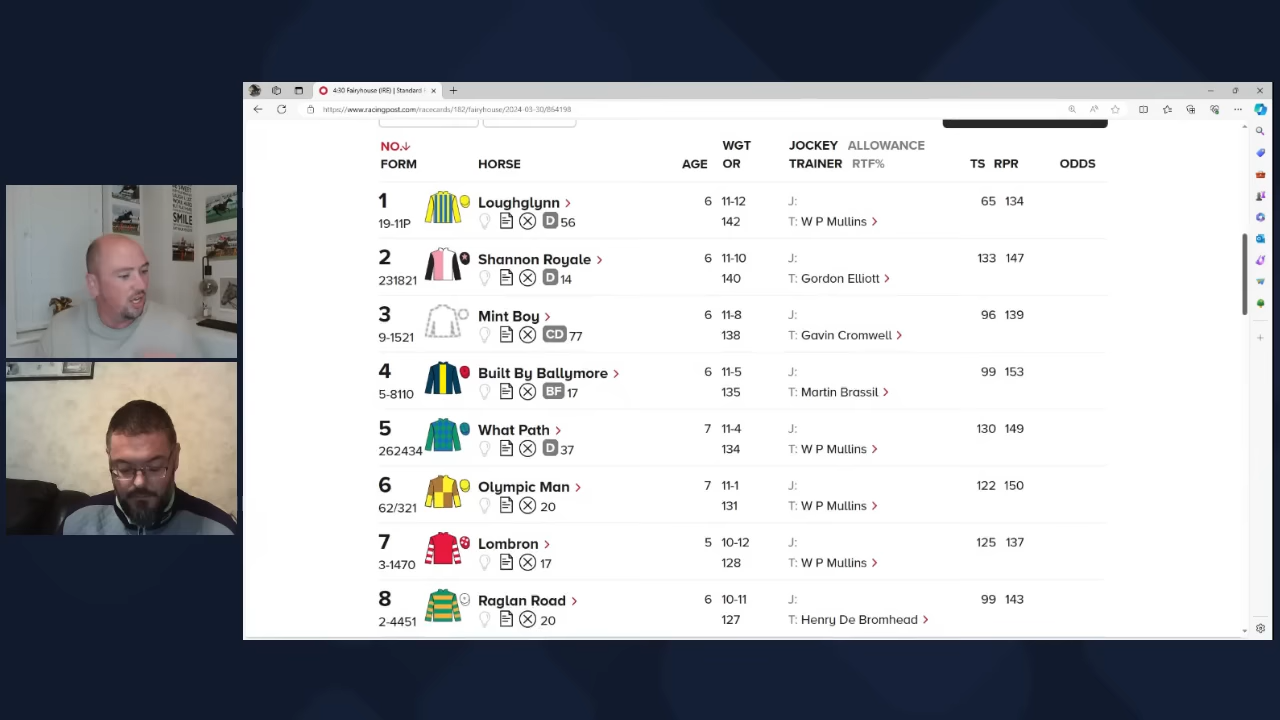 4:30 Fairyhouse (IRE) | Standard
https://www.racingpost.com/racecards/182/fairyhouse/2024-03-30/864198
NO. HORSE AGE WGT JOCKEY ALLOWANCE TS RPR ODDS
FORM OR TRAINER RTF%
1 Loughglynn 6 11-12 J: 65 134
19-11P D 56 142 T: W P Mullins
2 Shannon Royale 6 11-10 J: 133 147
231821 D 14 140 T: Gordon Elliott
3 Mint Boy 6 11-8 J: 96 139
9-1521 CD 77 138 T: Gavin Cromwell
4 Built By Ballymore 6 11-5 J: 99 153
5-8110 BF 17 135 T: Martin Brassil
5 What Path 7 11-4 J: 130 149
262434 D 37 134 T: W P Mullins
6 Olympic Man 7 11-1 J: 122 150
62/321 20 131 T: W P Mullins
7 Lombron 5 10-12 J: 125 137
3-1470 17 128 T: W P Mullins
8 Raglan Road 6 10-11 J: 99 143
2-4451 20 127 T: Henry De Bromhead
SMILE